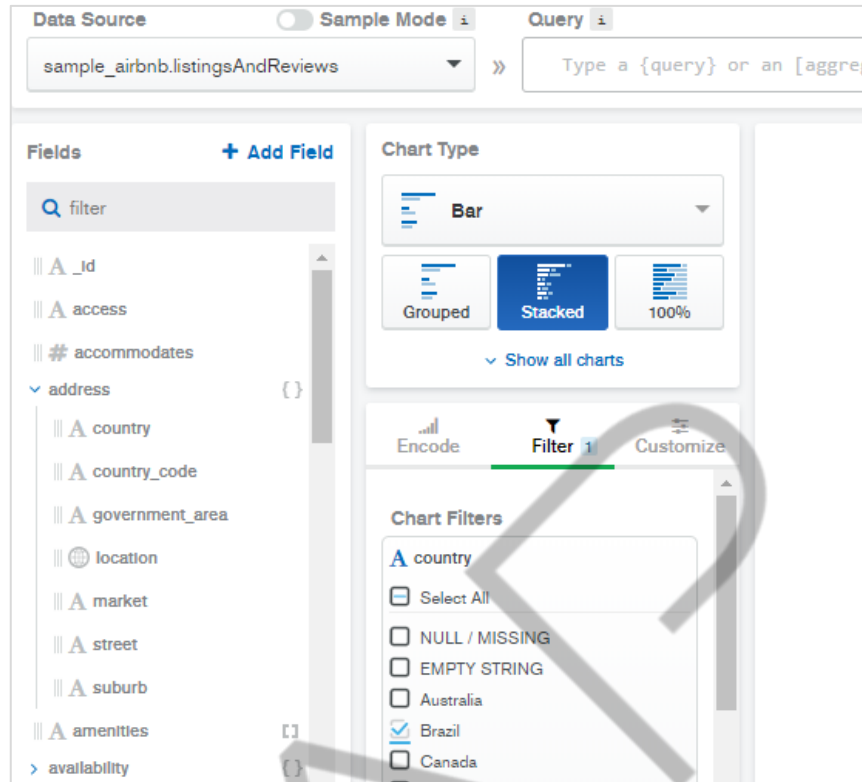 Data Source
Sample Mode i
Query i
sample_airbnb.listingsAndReviews
»
Type a {query} or an [aggreg
Fields
+ Add Field
filter
A _id
A access
# accommodates
address { }
A country
A country_code
A government_area
location
A market
A street
A suburb
A amenities [ ]
availability { }
Chart Type
Bar
Grouped
Stacked
100%
Show all charts
Encode
Filter 1
Customize
Chart Filters
A country
Select All
NULL / MISSING
EMPTY STRING
Australia
Brazil
Canada